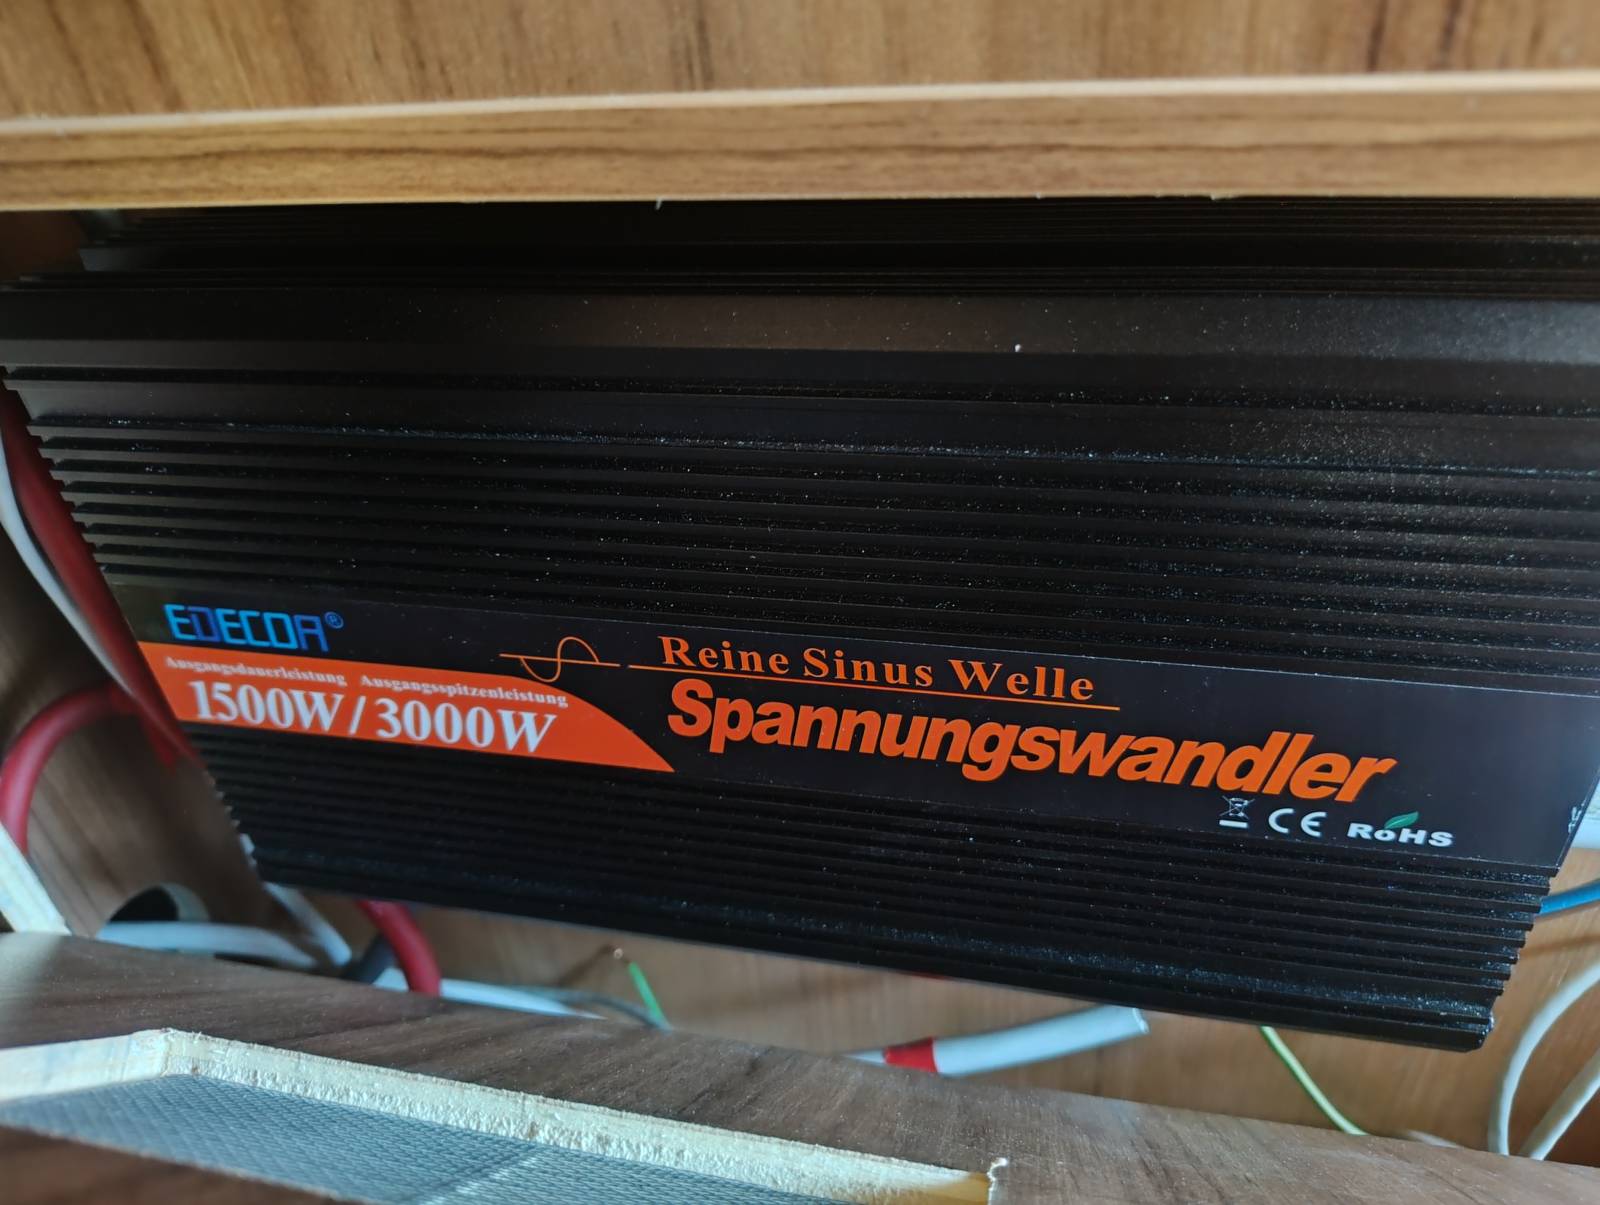 EDECOA®
Ausgangsdauerleistung Ausgangsspitzenleistung
1500W / 3000W
Reine Sinus Welle
Spannungswandler
CE RoHS